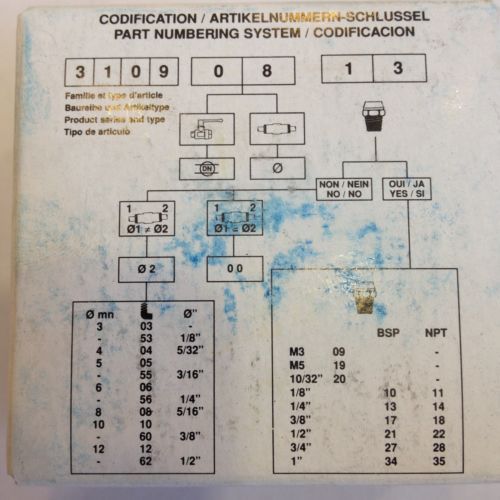 CODIFICATION / ARTIKELNUMMERN-SCHLUSSEL
PART NUMBERING SYSTEM / CODIFICACION
3 1 0 9 0 8 1 3
Famille et type d'article
Baureihe und Artikeltype
Product series and type
Tipo de articulo
DN Ø
NON / NEIN
NO / NO
OUI / JA
YES / SI
1 2
Ø1 ≠ Ø2
1 2
Ø1 = Ø2
Ø 2
0 0
Ø mn Ø"
3 03 -
- 53 1/8"
4 04 5/32"
5 05
- 55 3/16"
6 06
- 56 1/4"
8 08 5/16"
10 10
- 60 3/8"
12 12
- 62 1/2"
BSP NPT
M3 09 -
M5 19 -
10/32" 20 -
1/8" 10 11
1/4" 13 14
3/8" 17 18
1/2" 21 22
3/4" 27 28
1" 34 35